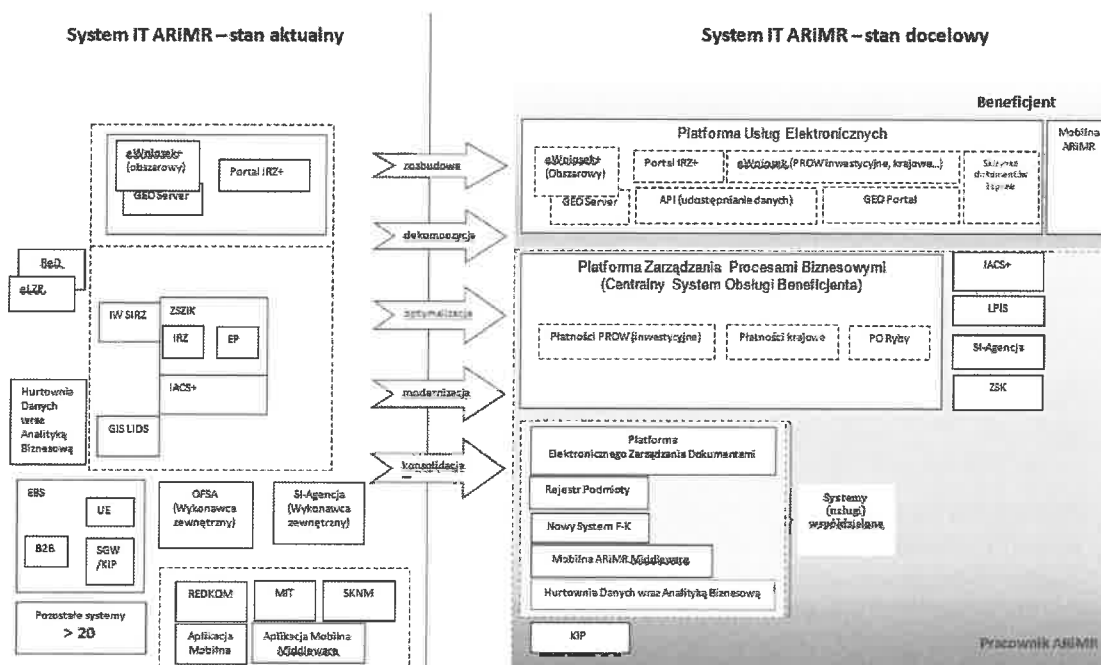 System IT ARiMR – stan aktualny
eWniosek+
(obszarowy)
GEO Server
Portal IRZ+
ReD
eLZR
IW SIRZ
ZSZIK
IRZ
EP
IACS+
GIS LIDS
Hurtownia
Danych
wraz
Analityką
Biznesową
EBS
UE
B2B
SGW
/KIP
OFSA
(Wykonawca
zewnętrzny)
SI-Agencja
(Wykonawca
zewnętrzny)
Pozostałe systemy
> 20
REDKOM
MIT
SKNM
Aplikacja
Mobilna
Aplikacja Mobilna
Middleware
rozbudowa
dekompozycja
optymalizacja
modernizacja
konsolidacja
System IT ARiMR – stan docelowy
Beneficjent
Platforma Usług Elektronicznych
eWniosek+
(Obszarowy)
GEO Server
Portal IRZ+
eWniosek (PROW inwestycyjne, krajowe...)
API (udostępnianie danych)
GEO Portal
Skrzynka
dokumentów
i spraw
Mobilna
ARiMR
Platforma Zarządzania Procesami Biznesowymi
(Centralny System Obsługi Beneficjenta)
Płatności PROW (inwestycyjne)
Płatności krajowe
PO Ryby
IACS+
LPIS
SI-Agencja
ZSK
Platforma
Elektronicznego Zarządzania Dokumentami
Rejestr Podmioty
Nowy System F-K
Mobilna ARiMR Middleware
Hurtownia Danych wraz Analityką Biznesową
Systemy
(usługi)
współdzielone
KIP
Pracownik ARiMR